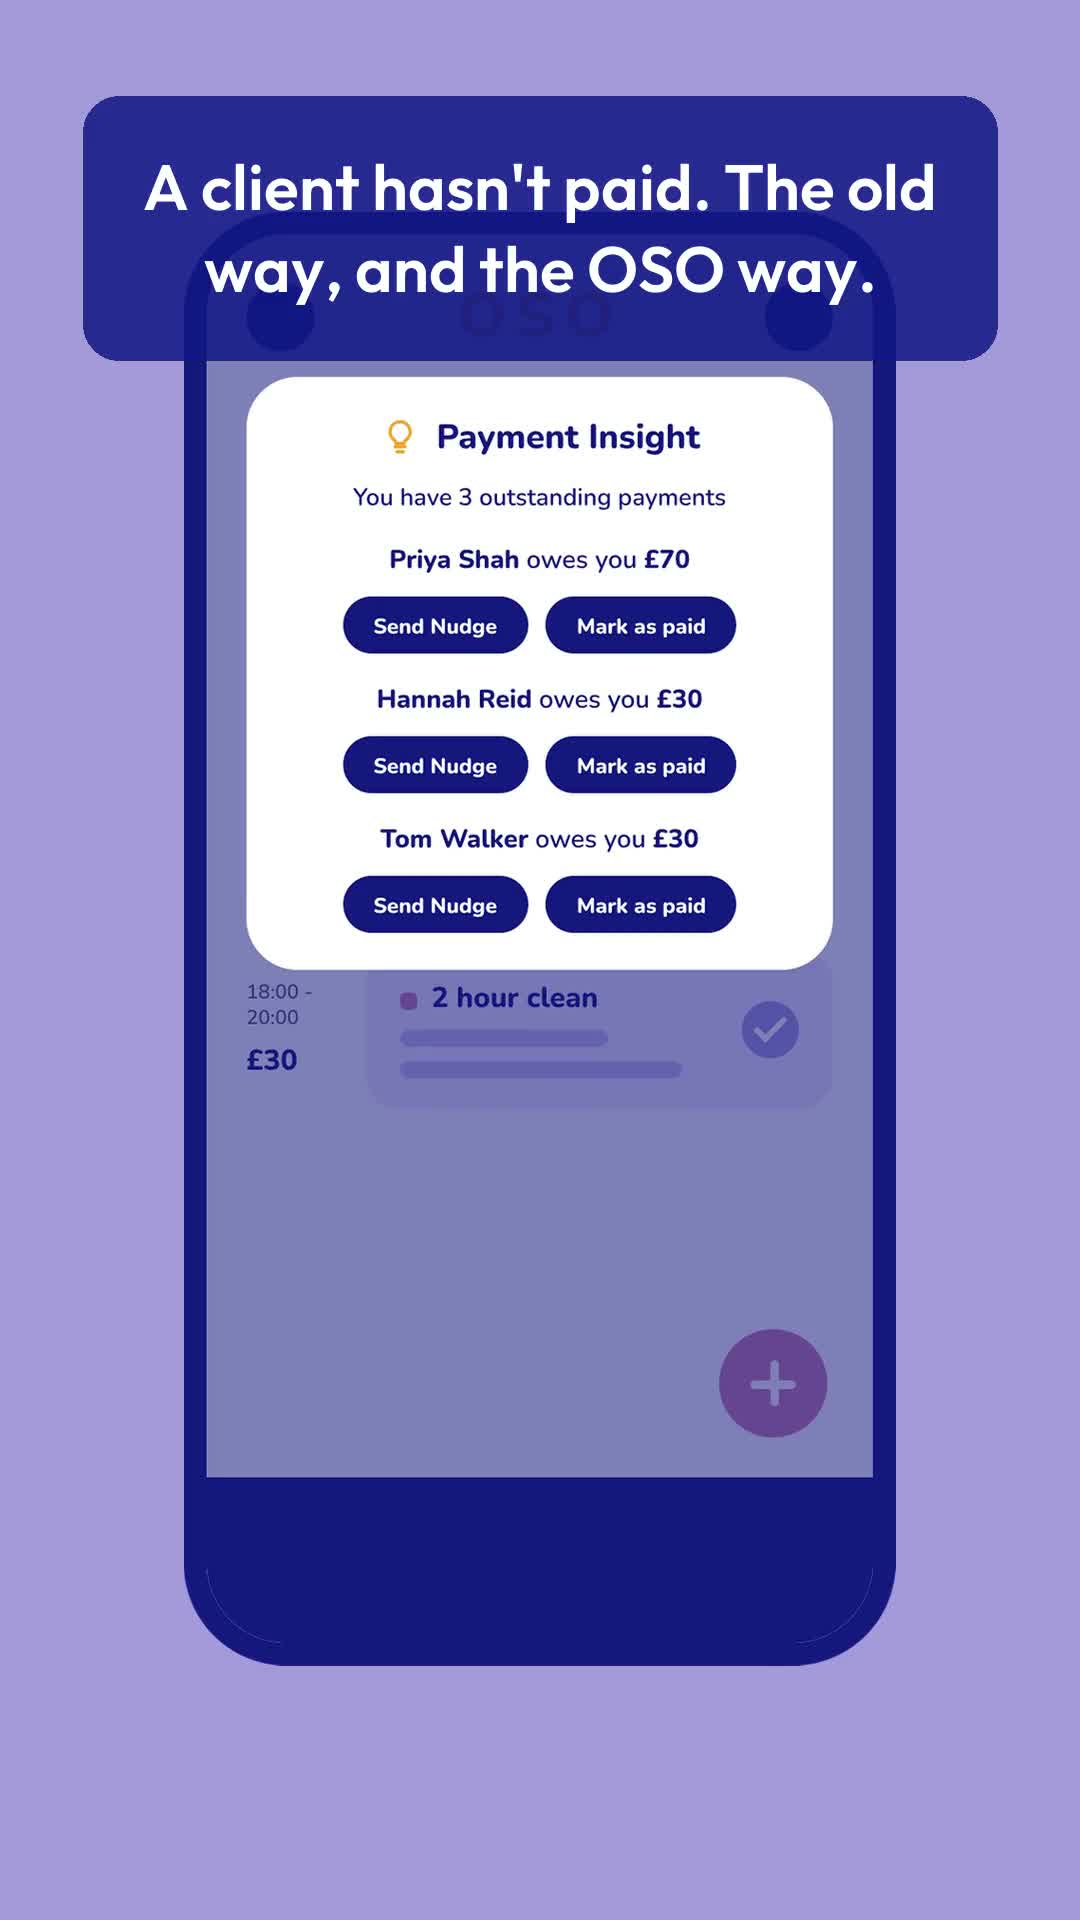 A client hasn't paid. The old
way, and the OSO way.
OSO
Payment Insight
You have 3 outstanding payments
Priya Shah owes you £70
Send Nudge Mark as paid
Hannah Reid owes you £30
Send Nudge Mark as paid
Tom Walker owes you £30
Send Nudge Mark as paid
18:00 -
20:00
£30
2 hour clean